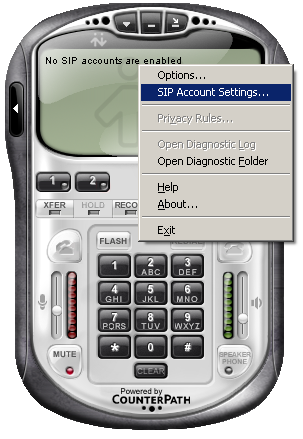 No SIP accounts are enabled
Options...
SIP Account Settings...
Privacy Rules...
Open Diagnostic Log
Open Diagnostic Folder
Help
About...
Exit
1 2
XFER HOLD RECO
FLASH
1 2 ABC 3 DEF
4 GHI 5 JKL 6 MNO
7 PQRS 8 TUV 9 WXYZ
* 0 #
MUTE CLEAR SPEAKER PHONE
Powered by
COUNTERPATH